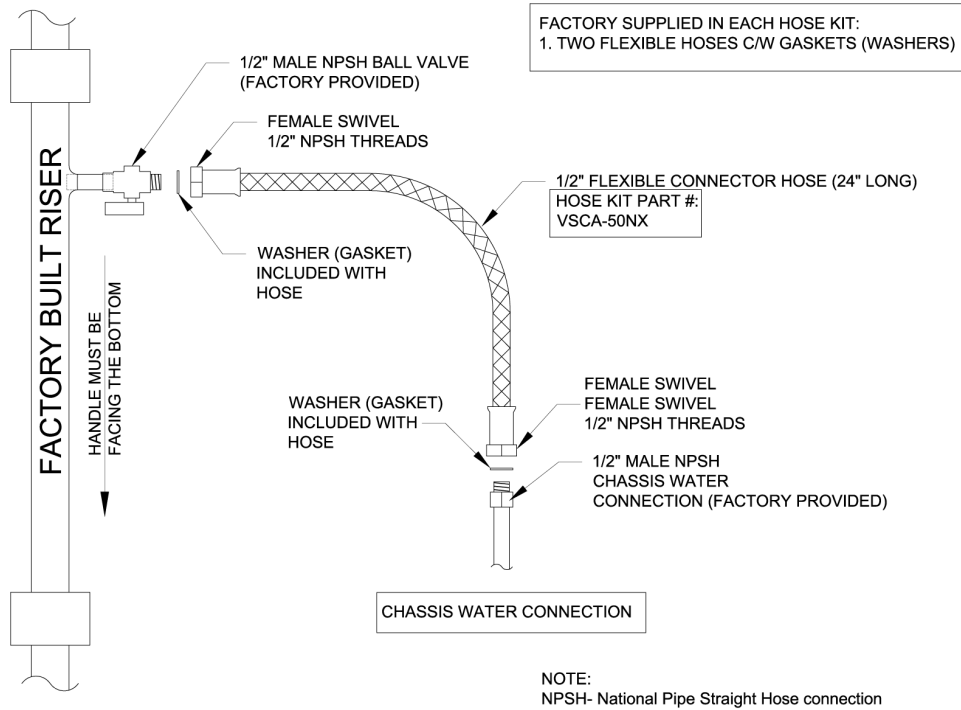 FACTORY SUPPLIED IN EACH HOSE KIT:
1. TWO FLEXIBLE HOSES C/W GASKETS (WASHERS)
1/2" MALE NPSH BALL VALVE
(FACTORY PROVIDED)
FEMALE SWIVEL
1/2" NPSH THREADS
1/2" FLEXIBLE CONNECTOR HOSE (24" LONG)
HOSE KIT PART #:
VSCA-50NX
WASHER (GASKET)
INCLUDED WITH
HOSE
FACTORY BUILT RISER
HANDLE MUST BE
FACING THE BOTTOM
WASHER (GASKET)
INCLUDED WITH
HOSE
FEMALE SWIVEL
FEMALE SWIVEL
1/2" NPSH THREADS
1/2" MALE NPSH
CHASSIS WATER
CONNECTION (FACTORY PROVIDED)
CHASSIS WATER CONNECTION
NOTE:
NPSH- National Pipe Straight Hose connection